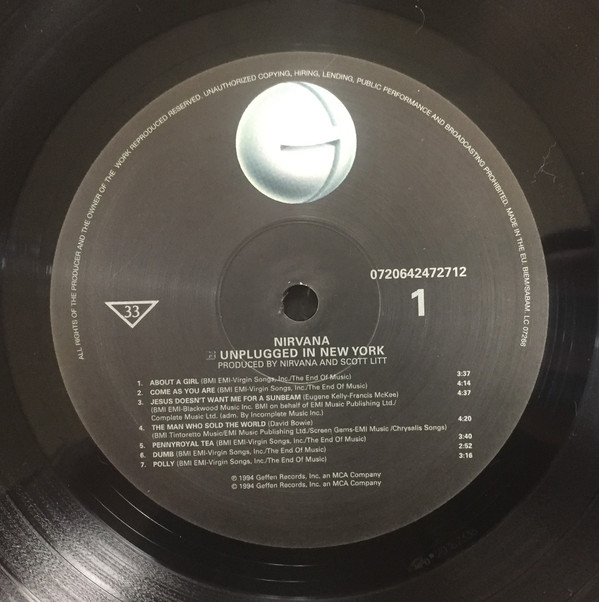 ALL RIGHTS OF THE PRODUCER AND THE OWNER OF THE WORK REPRODUCED RESERVED. UNAUTHORIZED COPYING, HIRING, LENDING, PUBLIC PERFORMANCE AND BROADCASTING PROHIBITED. MADE IN THE EU. BIEM/SABAM. LC 07266
0720642472712
33
1
NIRVANA
UNPLUGGED IN NEW YORK
PRODUCED BY NIRVANA AND SCOTT LITT
1. ABOUT A GIRL (BMI EMI-Virgin Songs, Inc/The End Of Music) 3:37
2. COME AS YOU ARE (BMI EMI-Virgin Songs, Inc/The End Of Music) 4:14
3. JESUS DOESN'T WANT ME FOR A SUNBEAM (Eugene Kelly-Francis McKee) 4:37
(BMI EMI-Blackwood Music Inc. BMI on behalf of EMI Music Publishing Ltd./
Complete Music Ltd. (adm. By Incomplete Music Inc.)
4. THE MAN WHO SOLD THE WORLD (David Bowie) 4:20
(BMI Tintoretto Music/EMI Music Publishing Ltd./Screen Gems-EMI Music / Chrysalis Songs)
5. PENNYROYAL TEA (BMI EMI-Virgin Songs, Inc/The End Of Music) 3:40
6. DUMB (BMI EMI-Virgin Songs, Inc/The End Of Music) 2:52
7. POLLY (BMI EMI-Virgin Songs, Inc/The End Of Music) 3:16
℗ 1994 Geffen Records, Inc. an MCA Company
© 1994 Geffen Records, Inc. an MCA Company